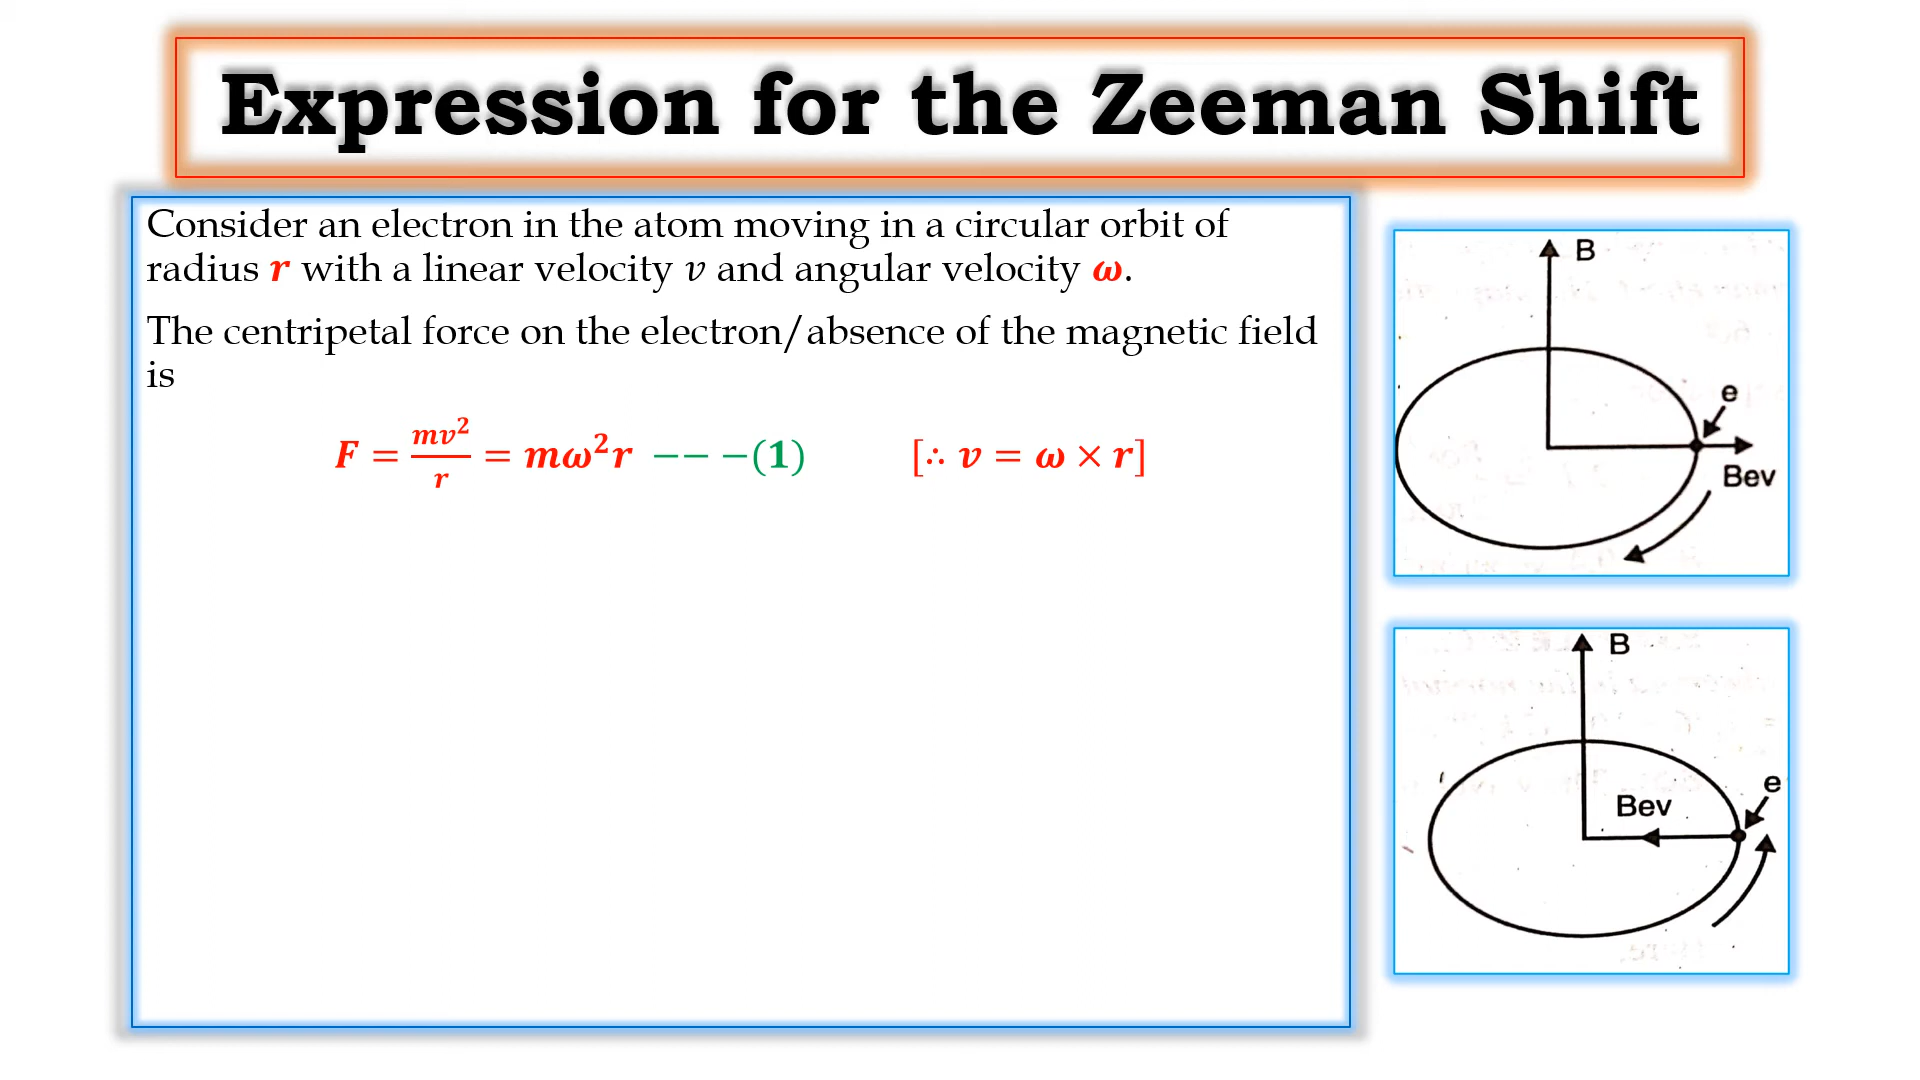 Expression for the Zeeman Shift
Consider an electron in the atom moving in a circular orbit of
radius r with a linear velocity v and angular velocity ω.
The centripetal force on the electron/absence of the magnetic field
is
F = mv²/r = mω²r −− −(1) [∴ v = ω × r]
B
e
Bev
B
e
Bev